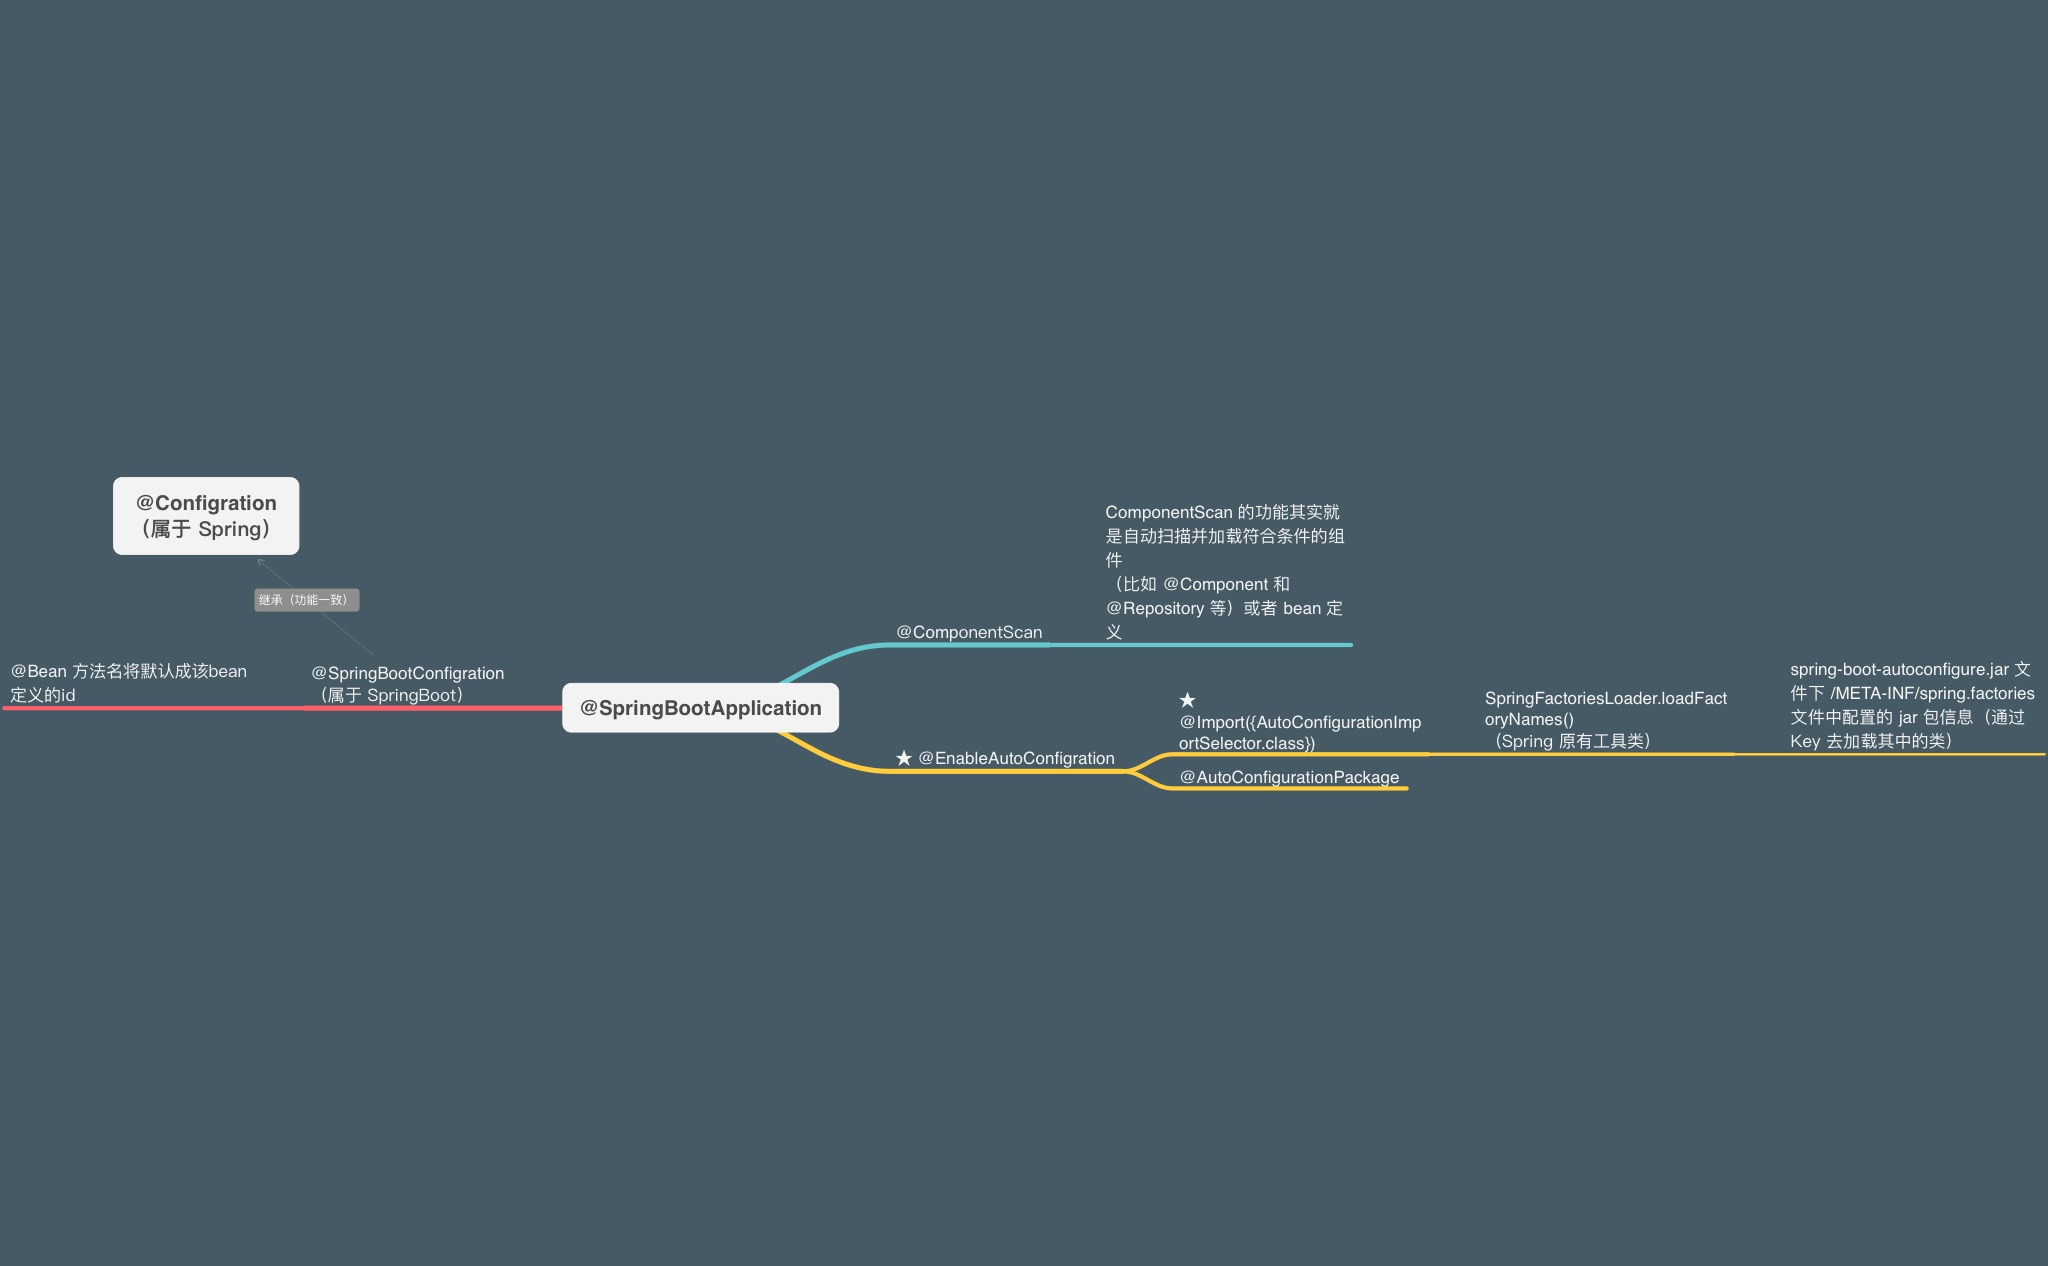 @Configration
（属于 Spring）
继承（功能一致）
@Bean 方法名将默认成该bean
定义的id
@SpringBootConfigration
（属于 SpringBoot）
@SpringBootApplication
@ComponentScan
ComponentScan 的功能其实就
是自动扫描并加载符合条件的组
件
（比如 @Component 和
@Repository 等）或者 bean 定
义
★ @EnableAutoConfigration
★
@Import({AutoConfigurationImp
ortSelector.class})
@AutoConfigurationPackage
SpringFactoriesLoader.loadFact
oryNames()
（Spring 原有工具类）
spring-boot-autoconfigure.jar 文
件下 /META-INF/spring.factories
文件中配置的 jar 包信息（通过
Key 去加载其中的类）